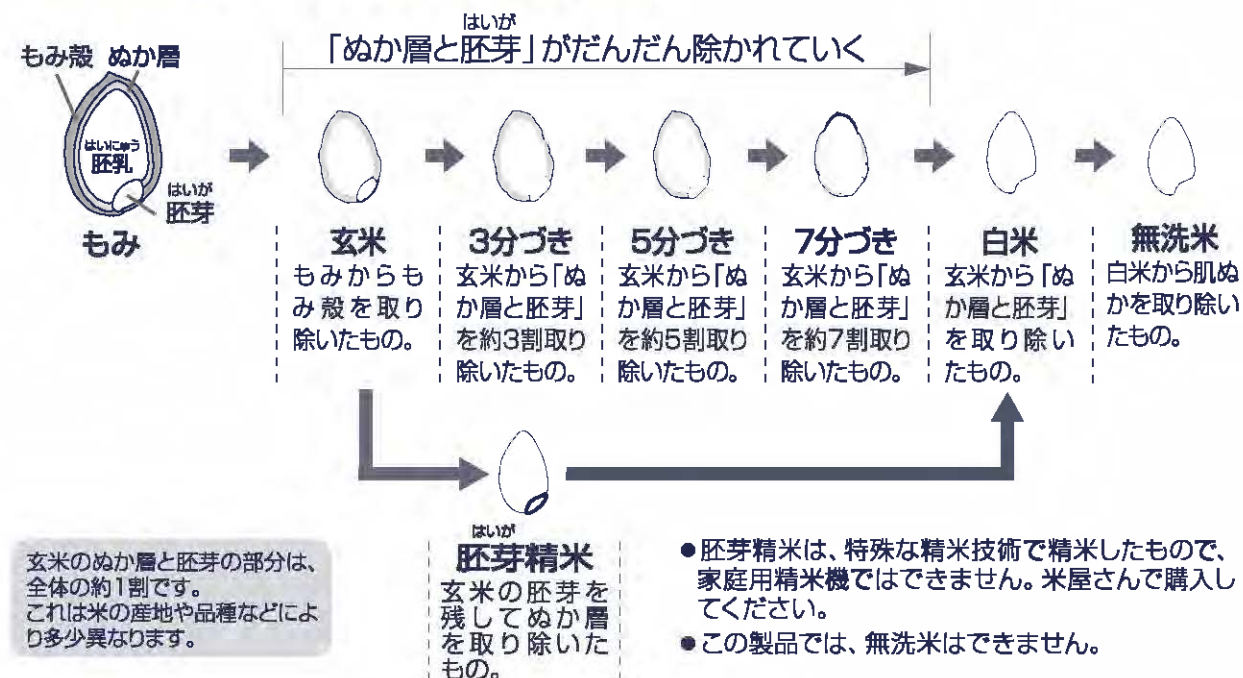 はいが
「ぬか層と胚芽」がだんだん除かれていく
もみ殻 ぬか層
はいにゅう
胚乳
はいが
胚芽
もみ
玄米
もみからも
み殻を取り
除いたもの。
3分づき
玄米から「ぬ
か層と胚芽」
を約3割取り
除いたもの。
5分づき
玄米から「ぬ
か層と胚芽」
を約5割取り
除いたもの。
7分づき
玄米から「ぬ
か層と胚芽」
を約7割取り
除いたもの。
白米
玄米から「ぬ
か層と胚芽」
を取り除い
たもの。
無洗米
白米から肌ぬ
かを取り除い
たもの。
はいが
胚芽精米
玄米の胚芽を
残してぬか層
を取り除いた
もの。
玄米のぬか層と胚芽の部分は、
全体の約1割です。
これは米の産地や品種などによ
り多少異なります。
●胚芽精米は、特殊な精米技術で精米したもので、
家庭用精米機ではできません。米屋さんで購入し
てください。
●この製品では、無洗米はできません。